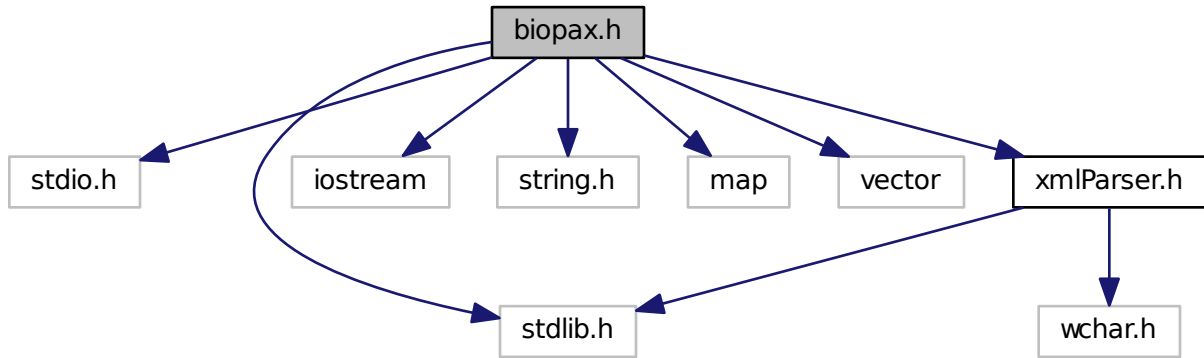 biopax.h
stdio.h
iostream
string.h
map
vector
xmlParser.h
stdlib.h
wchar.h